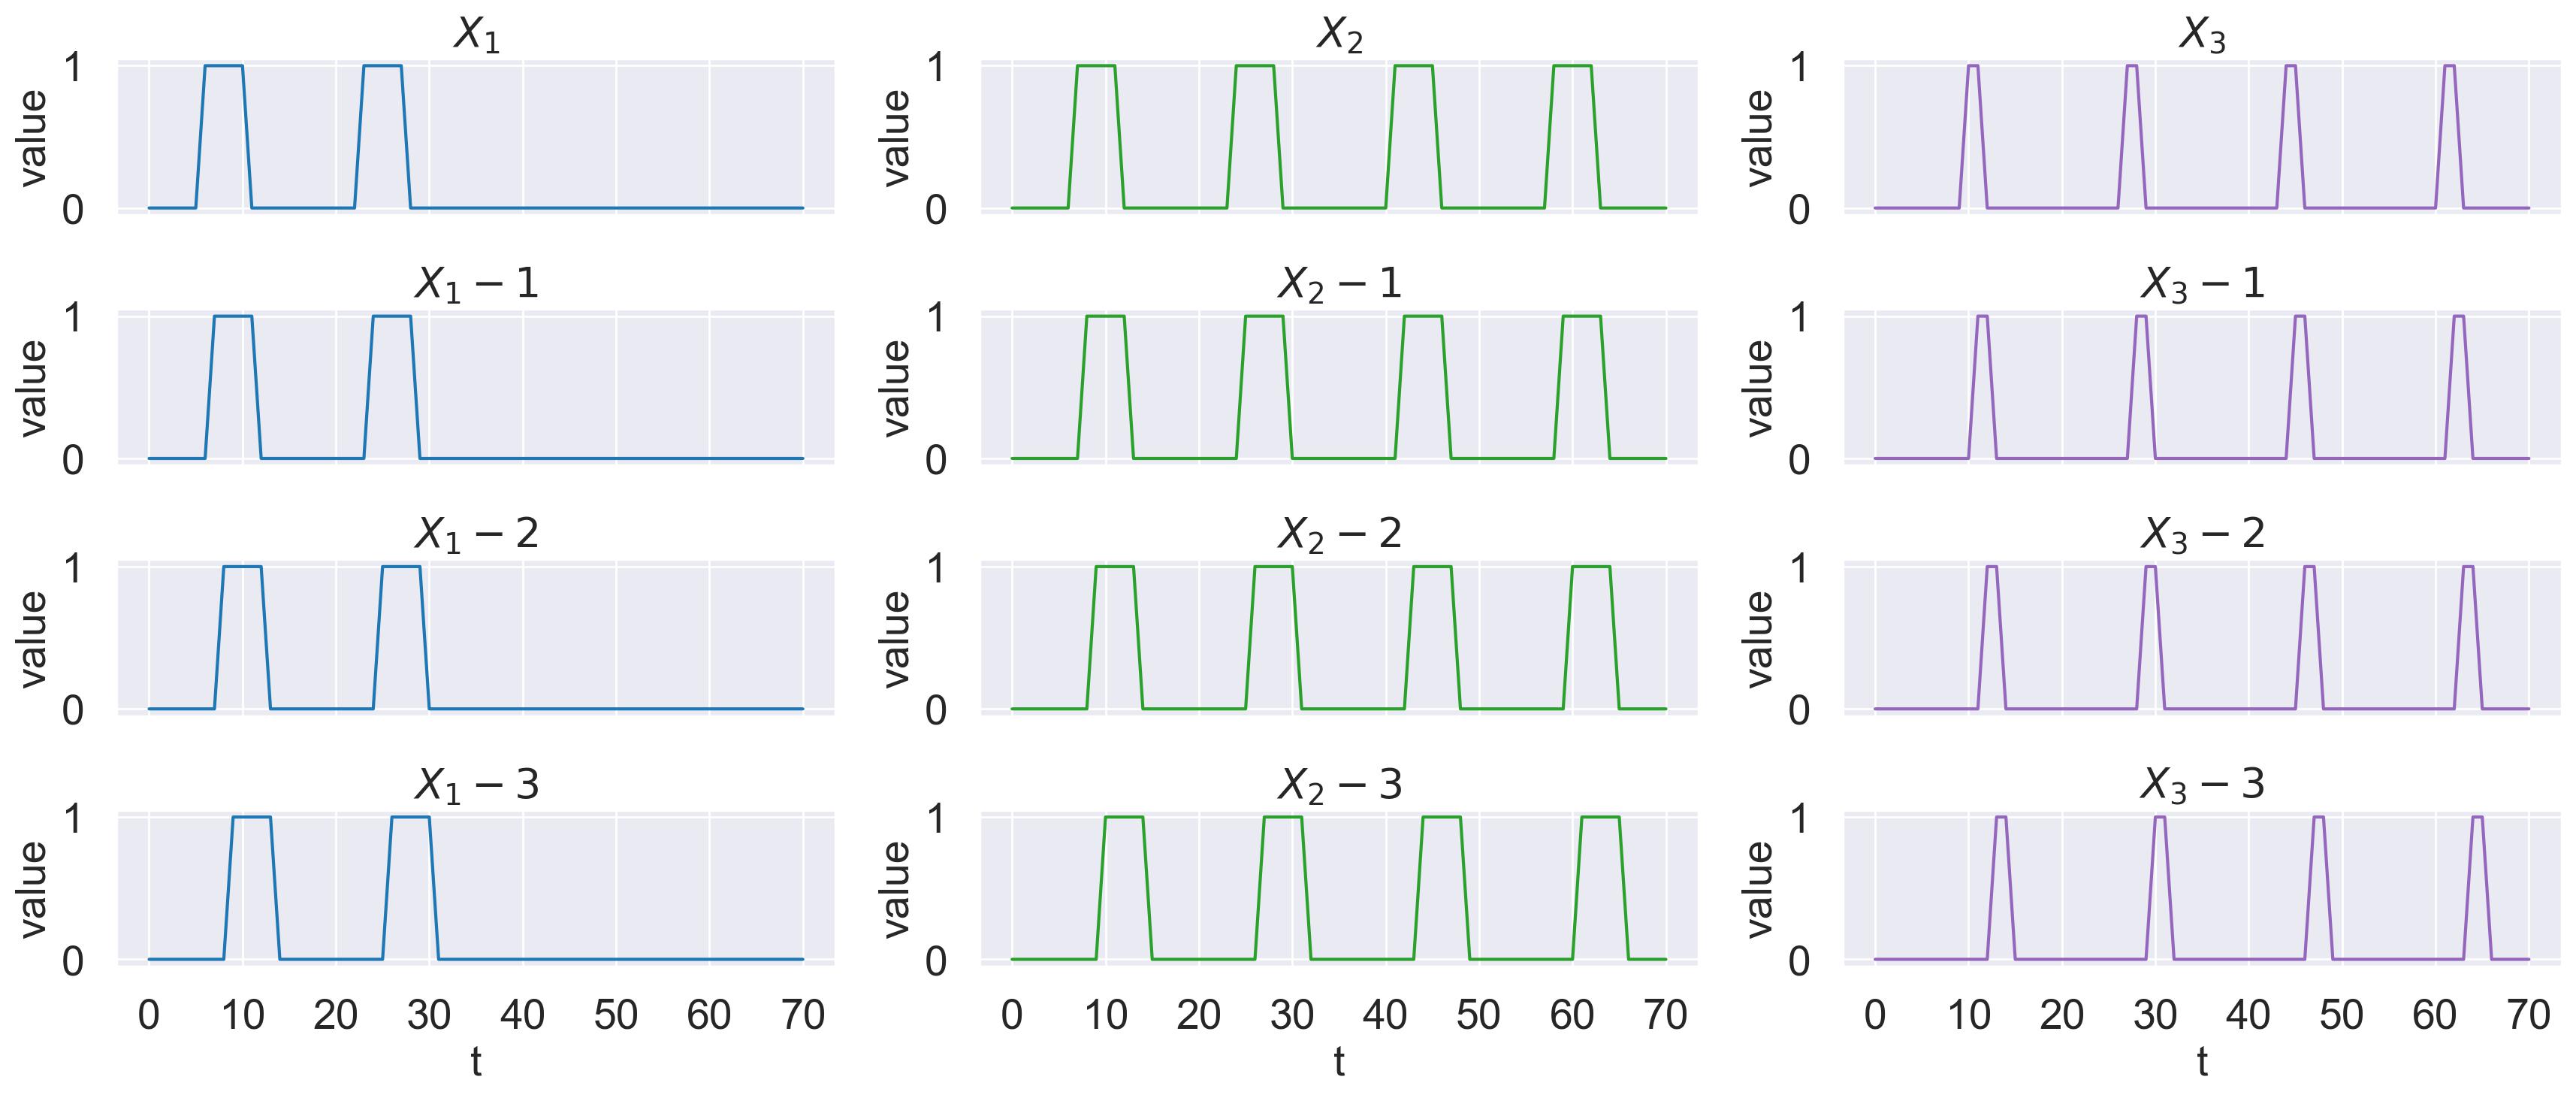 X₁ X₂ X₃
1 1 1
value value value
0 0 0
X₁ − 1 X₂ − 1 X₃ − 1
1 1 1
value value value
0 0 0
X₁ − 2 X₂ − 2 X₃ − 2
1 1 1
value value value
0 0 0
X₁ − 3 X₂ − 3 X₃ − 3
1 1 1
value value value
0 0 0
0 10 20 30 40 50 60 70 0 10 20 30 40 50 60 70 0 10 20 30 40 50 60 70
t t t